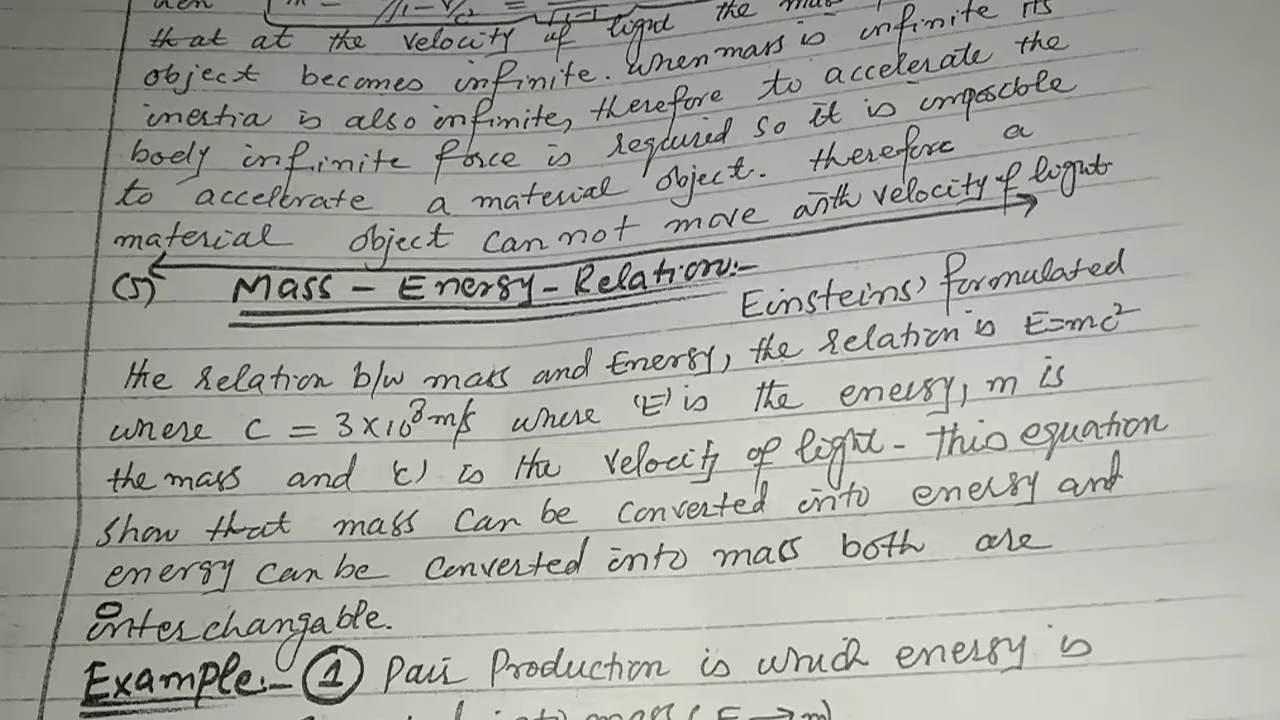 that at the velocity of light the
object becomes infinite. when mass is infinite its
inertia is also infinite, therefore to accelerate the
body infinite force is required so it is imposcble
to accelerate a material object. therefore a
material object can not move with velocity of light
(5) Mass - Energy - Relation:-
Einsteins' formulated
the relation b/w mass and Energy, the relation is E=mc²
where c = 3×10⁸ m/s where 'E' is the energy, m is
the mass and 'c' is the velocity of light - This equation
show that mass can be converted into energy and
energy can be converted into mass both are
interchangable.
Example:- ① Pair Production is which energy is
into mass (E → m)